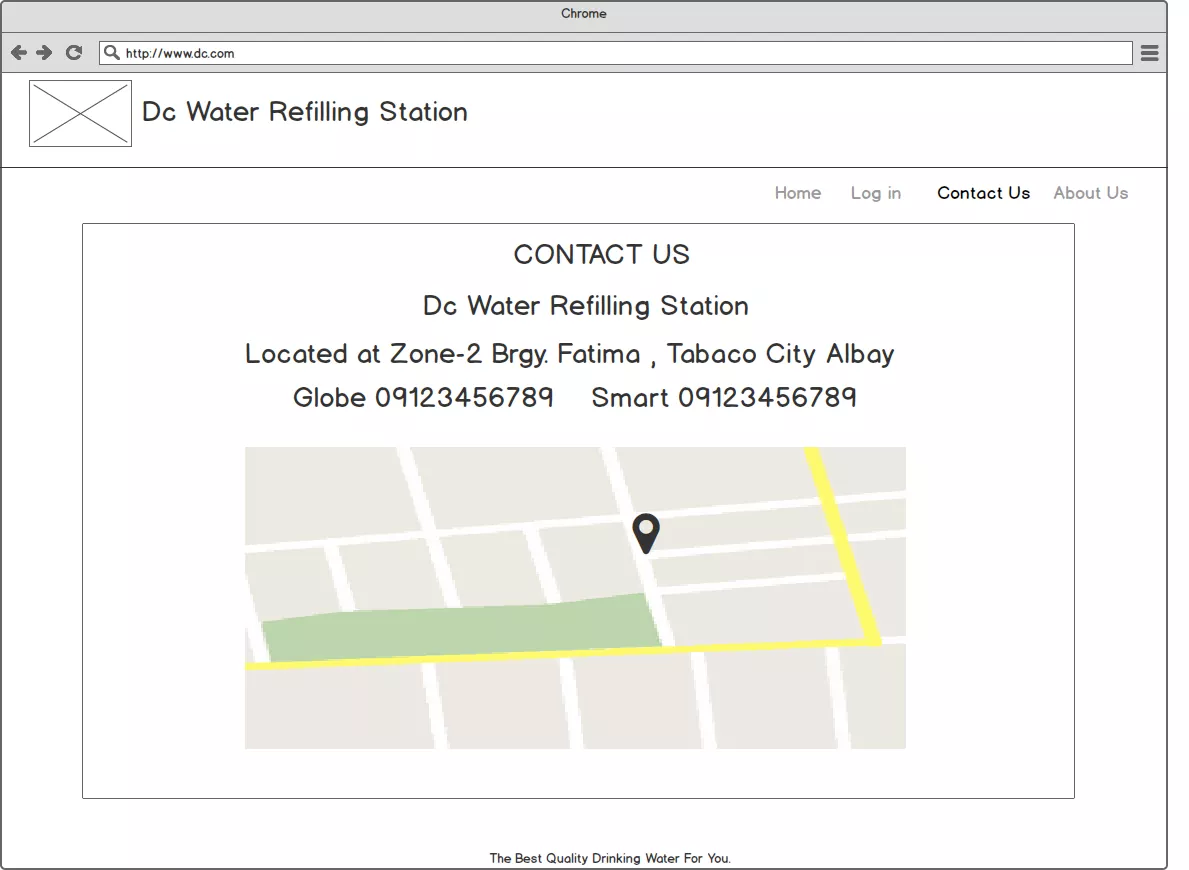 Chrome
http://www.dc.com
Dc Water Refilling Station
Home Log in Contact Us About Us
CONTACT US
Dc Water Refilling Station
Located at Zone-2 Brgy. Fatima , Tabaco City Albay
Globe 09123456789 Smart 09123456789
The Best Quality Drinking Water For You.